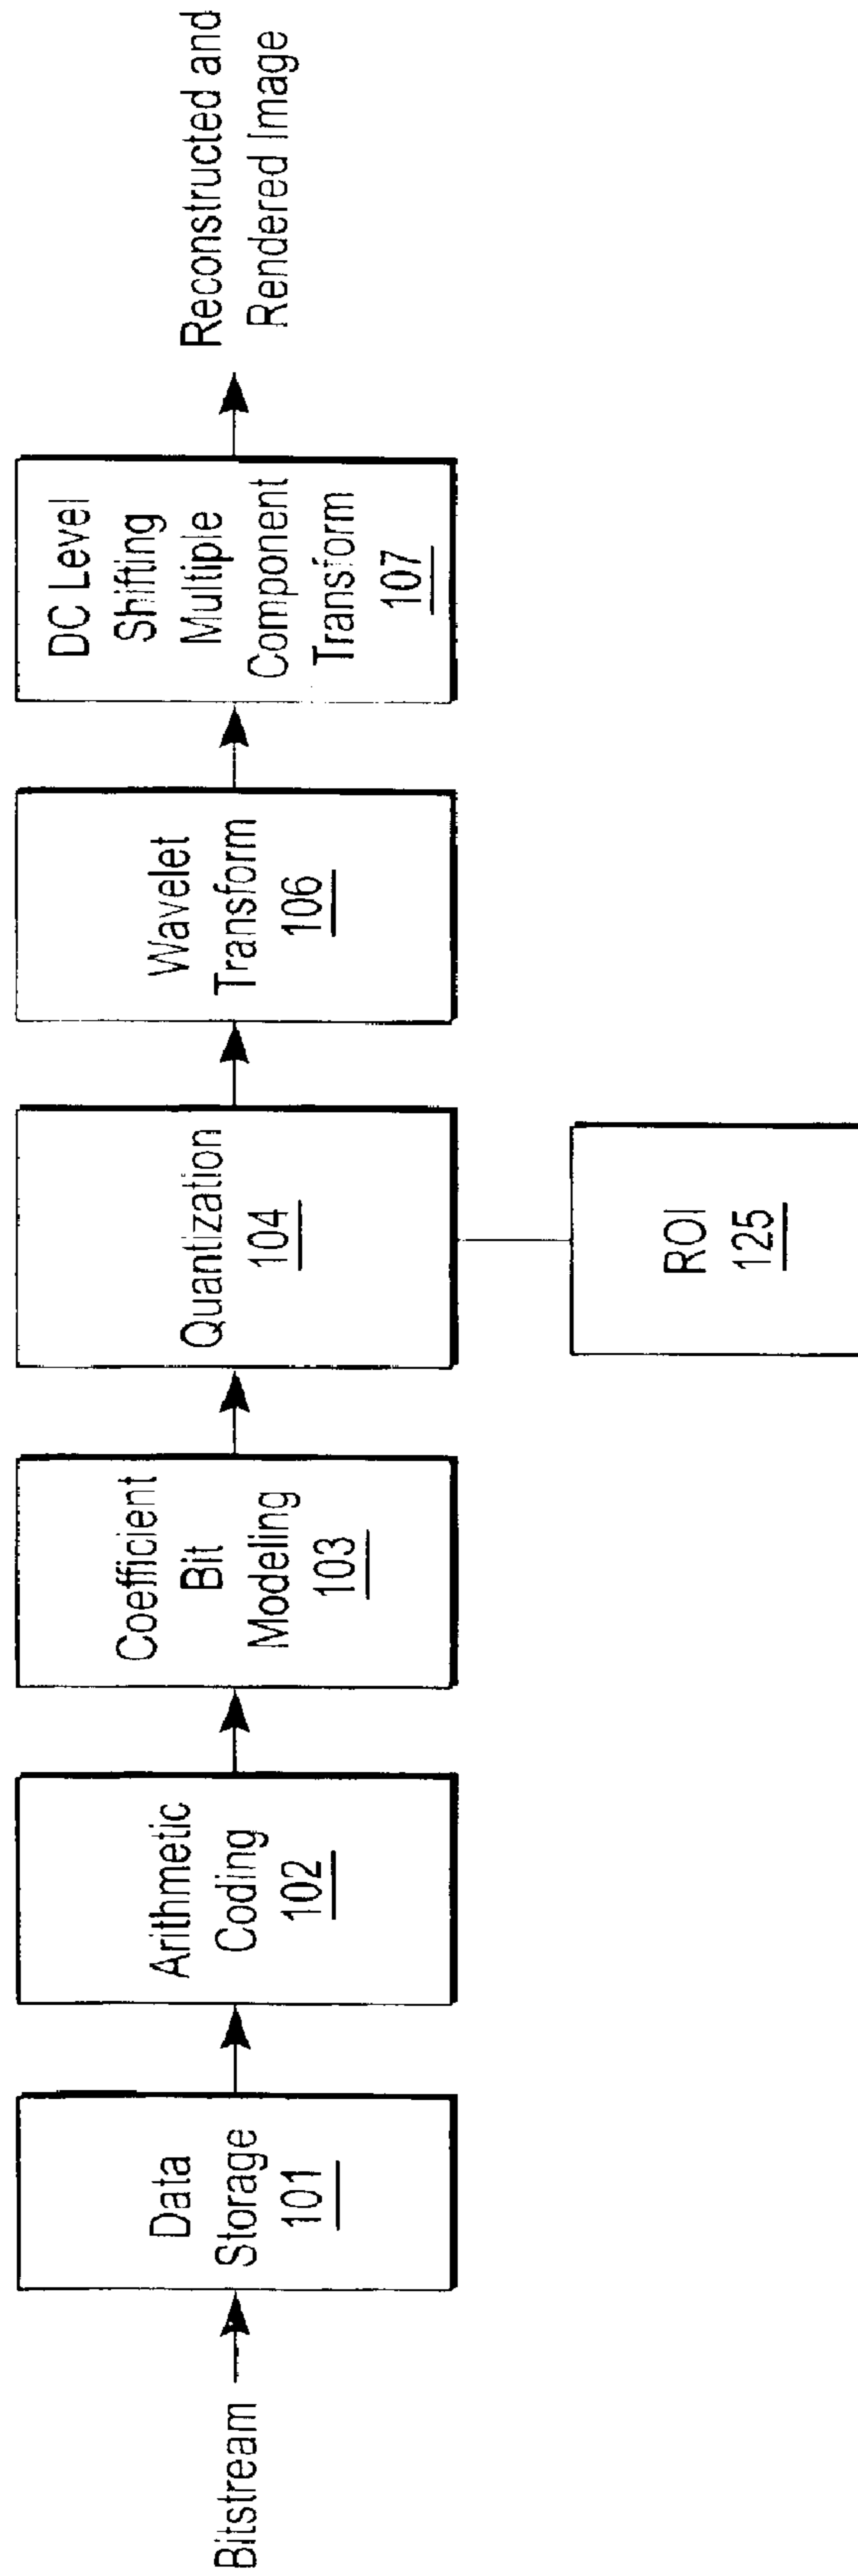 Bitstream
Data
Storage
101
Arithmetic
Coding
102
Coefficient
Bit
Modeling
103
Quantization
104
ROI
125
Wavelet
Transform
106
DC Level
Shifting
Multiple
Component
Transform
107
Reconstructed and
Rendered Image